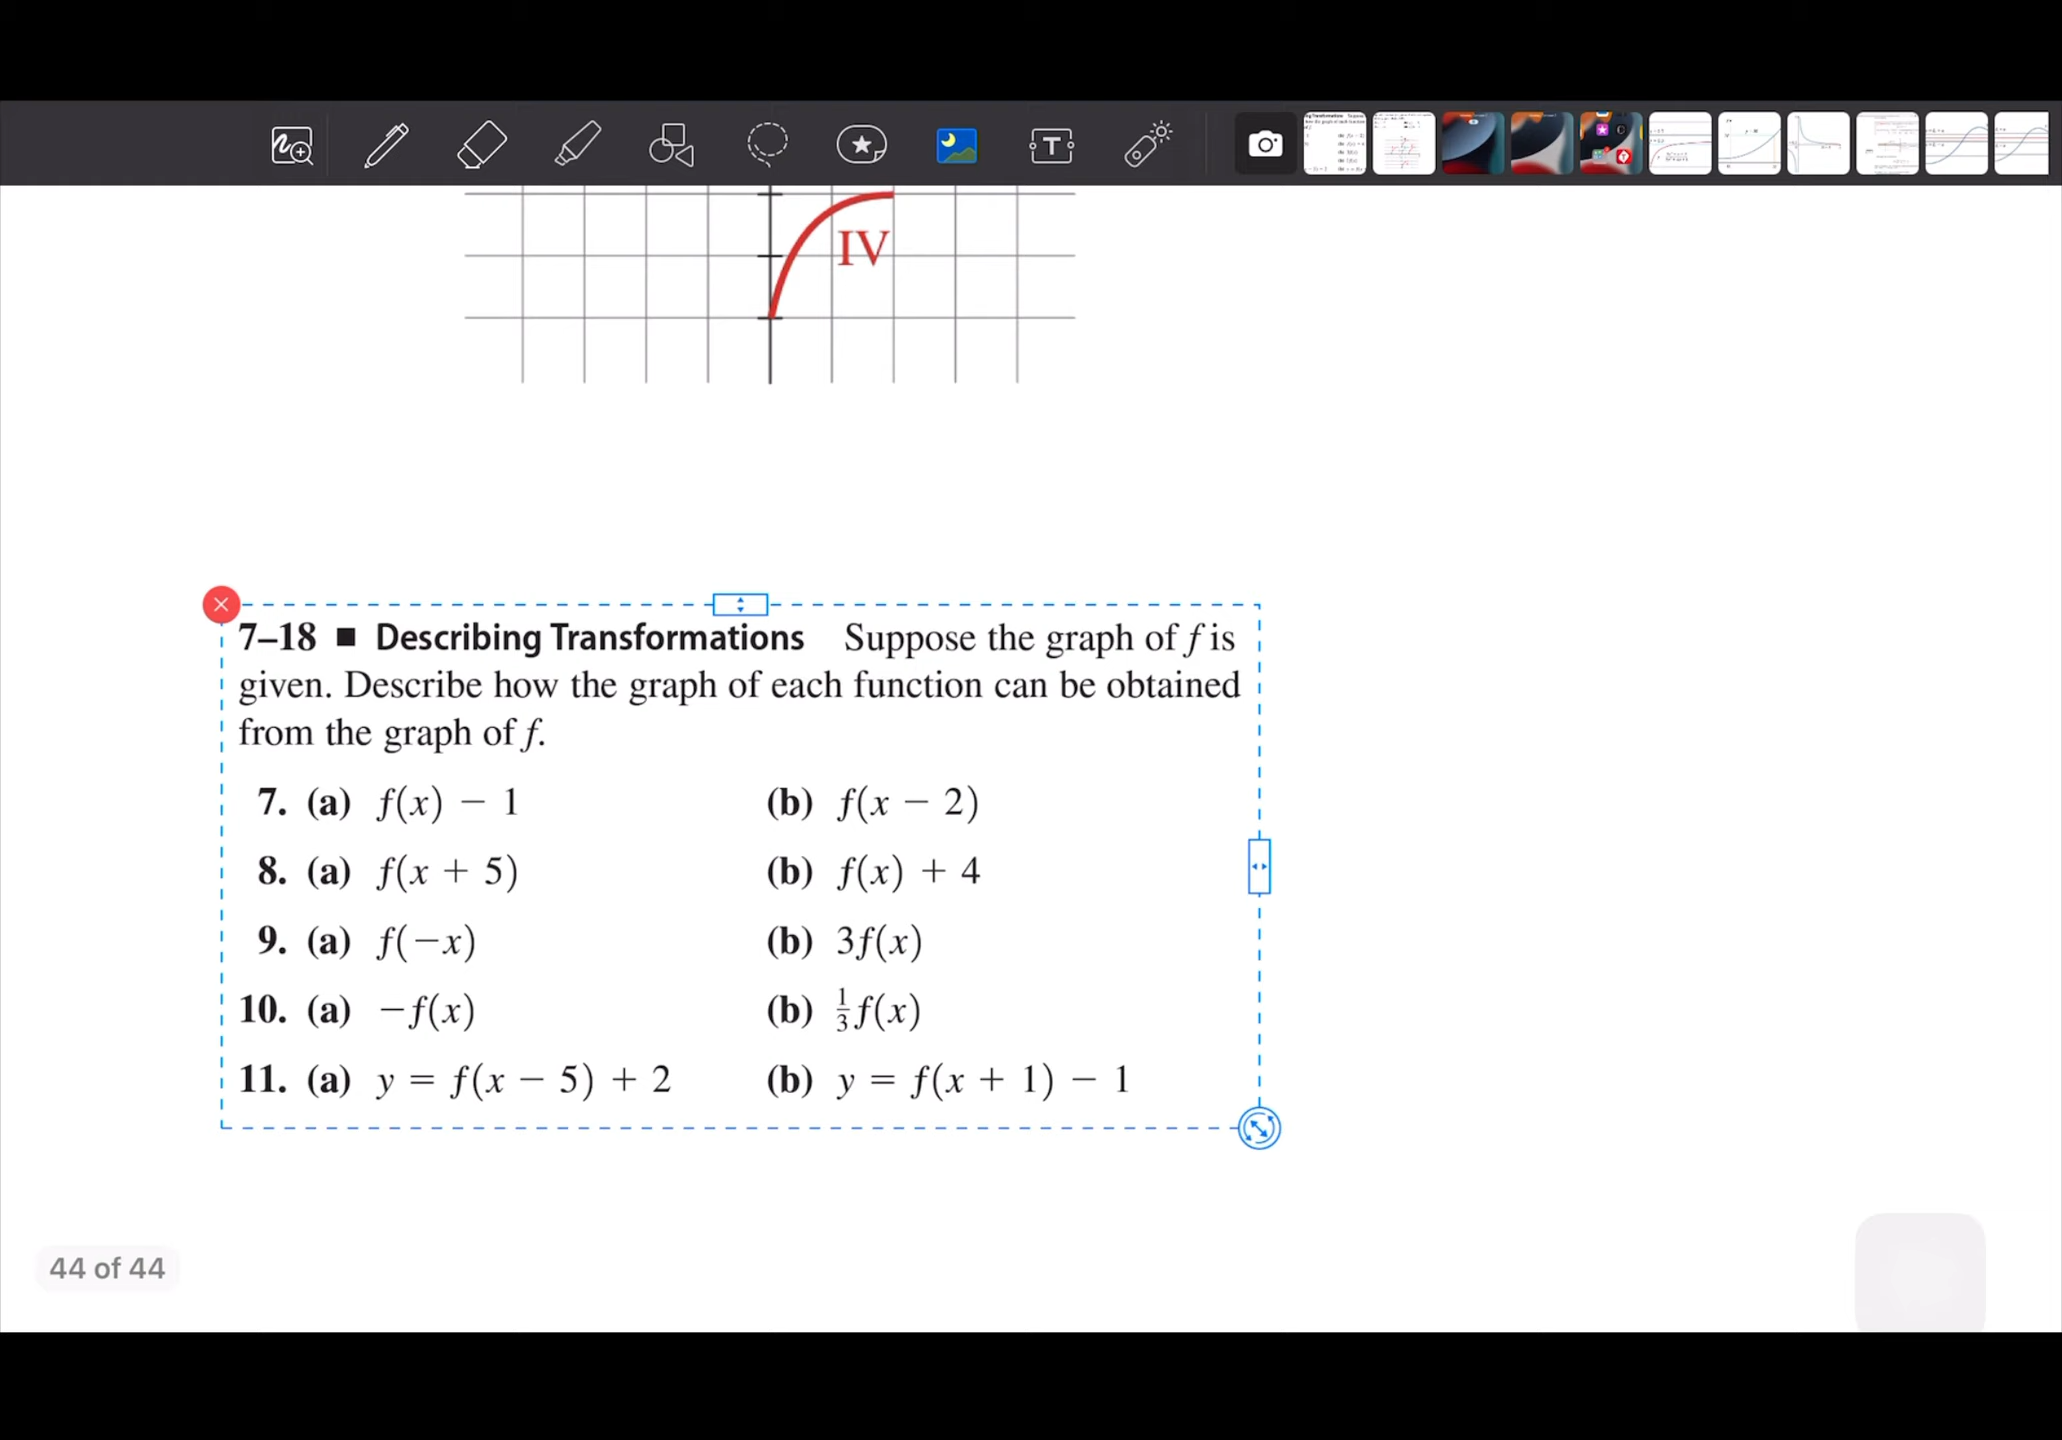 IV
7–18 ■ Describing Transformations Suppose the graph of f is
given. Describe how the graph of each function can be obtained
from the graph of f.
7. (a) f(x) − 1 (b) f(x − 2)
8. (a) f(x + 5) (b) f(x) + 4
9. (a) f(−x) (b) 3f(x)
10. (a) −f(x) (b) 1/3 f(x)
11. (a) y = f(x − 5) + 2 (b) y = f(x + 1) − 1
44 of 44